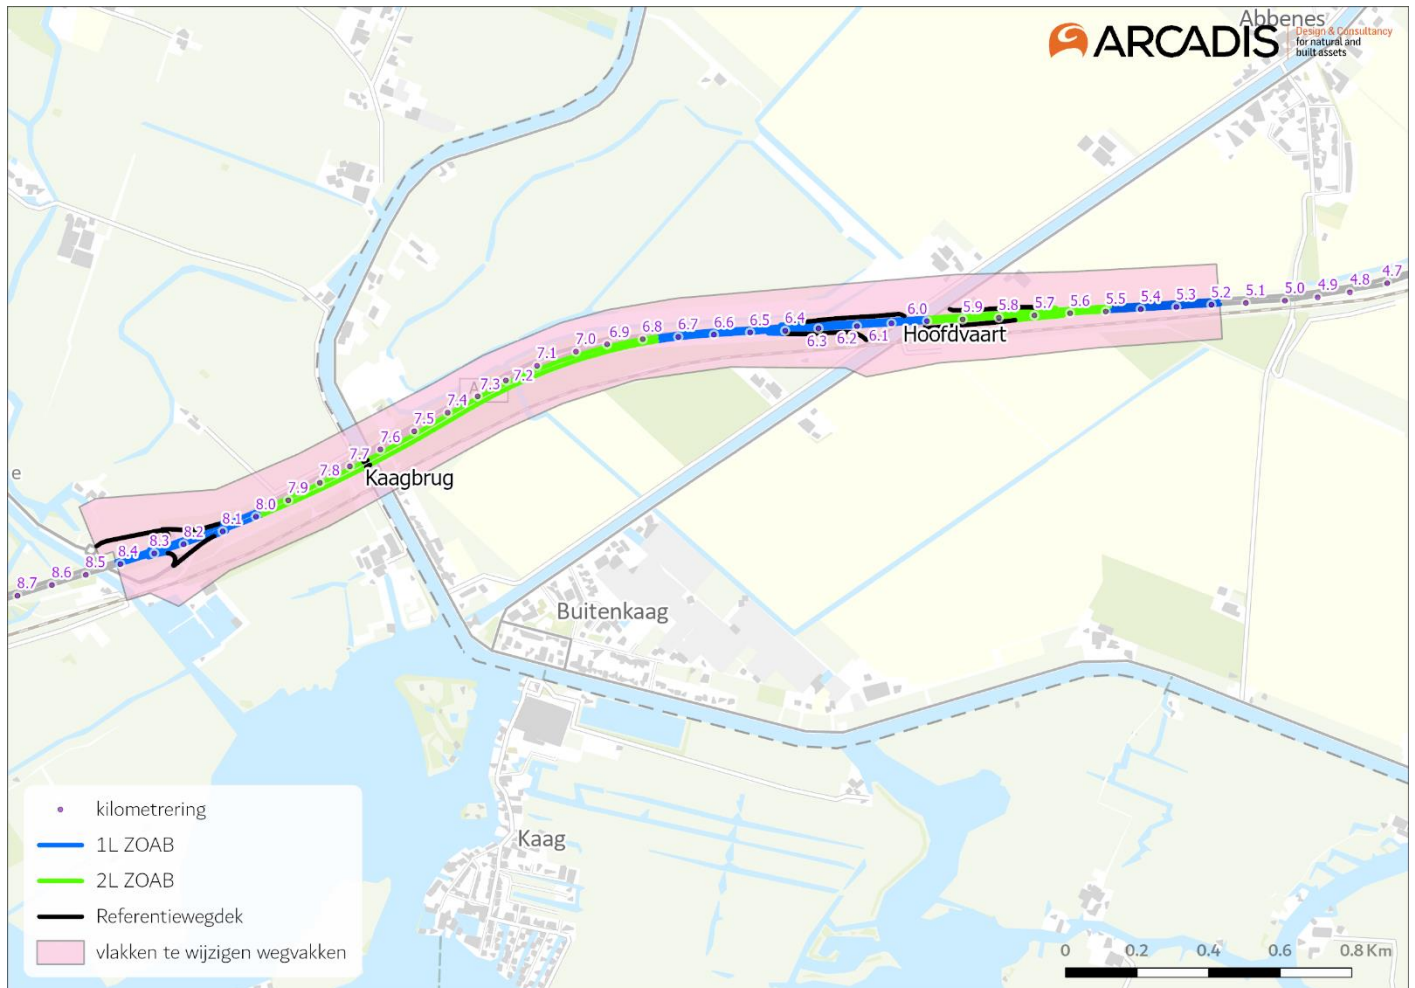 Abbenes
ARCADIS
Design & Consultancy
for natural and
built assets
4.7
4.8
4.9
5.0
5.1
5.2
5.3
5.4
5.5
5.6
5.7
5.8
5.9
6.0
6.1
6.2
6.3
6.4
6.5
6.6
6.7
6.8
6.9
7.0
7.1
7.2
7.3
A
7.4
7.5
7.6
7.7
7.8
7.9
8.0
8.1
8.2
8.3
8.4
8.5
8.6
8.7
Hoofdvaart
Kaagbrug
e
Buitenkaag
Kaag
kilometrering
1L ZOAB
2L ZOAB
Referentiewegdek
vlakken te wijzigen wegvakken
0 0.2 0.4 0.6 0.8 Km